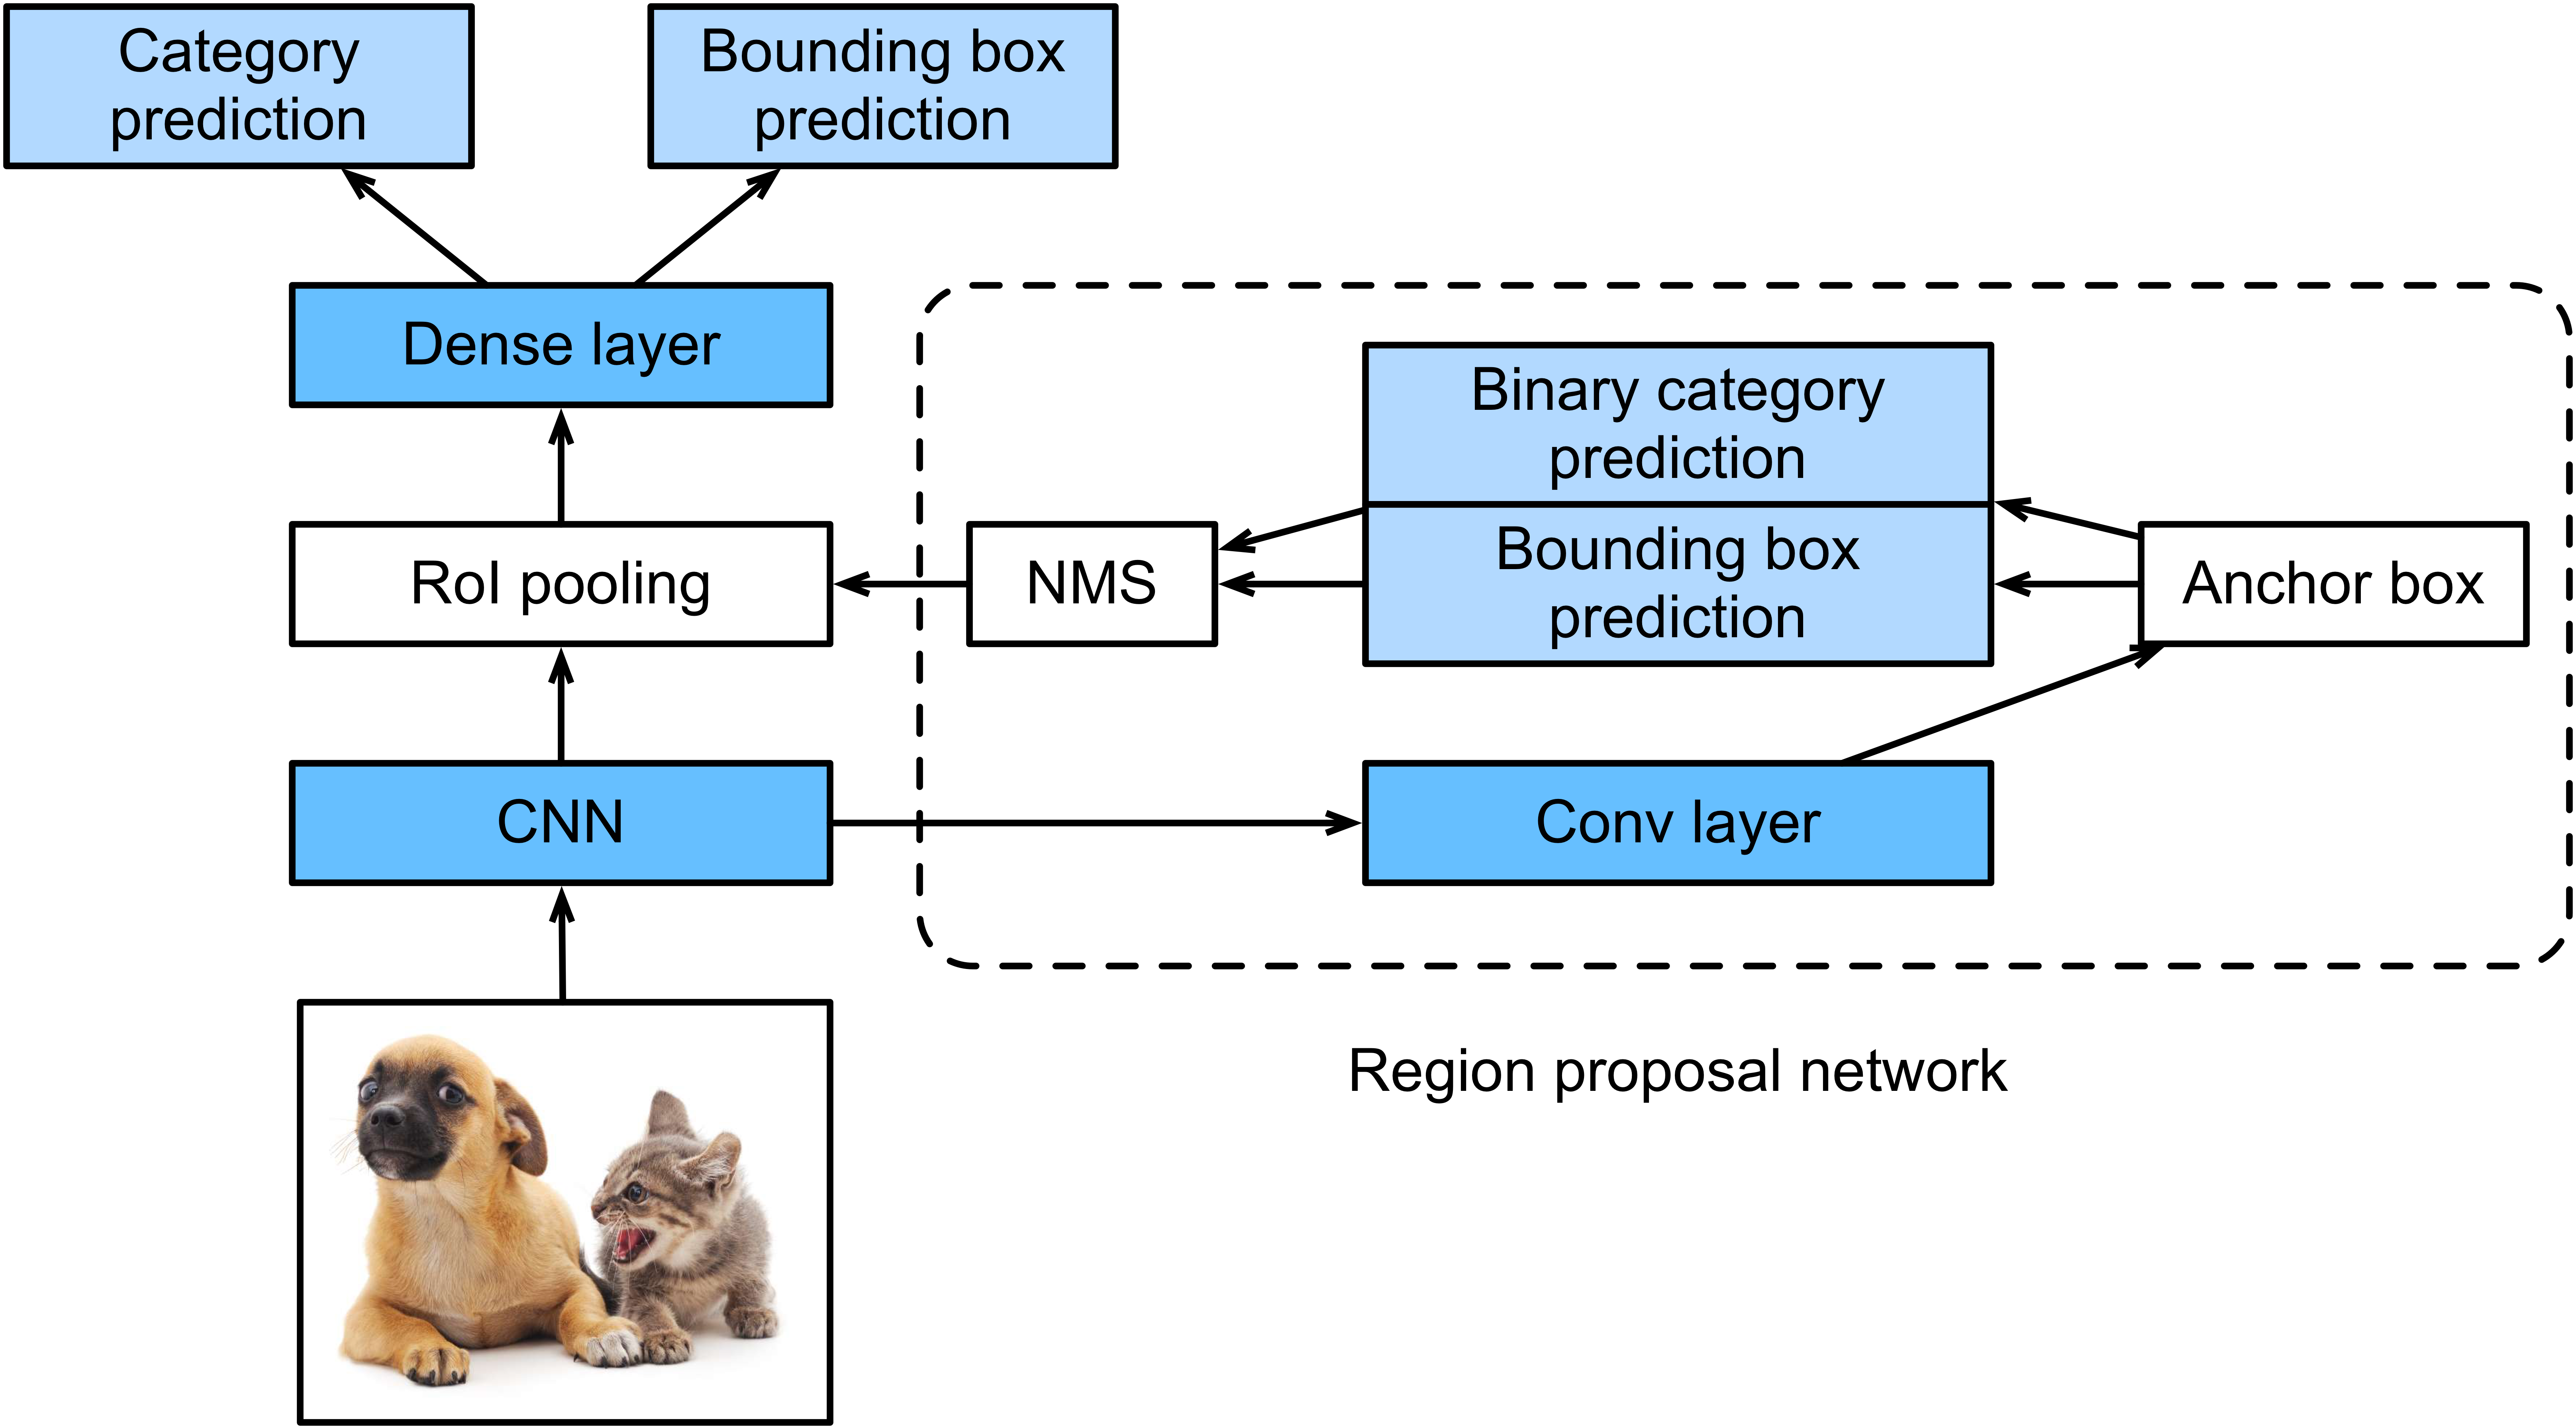 Category
prediction
Bounding box
prediction
Dense layer
Binary category
prediction
RoI pooling
NMS
Bounding box
prediction
Anchor box
CNN
Conv layer
Region proposal network